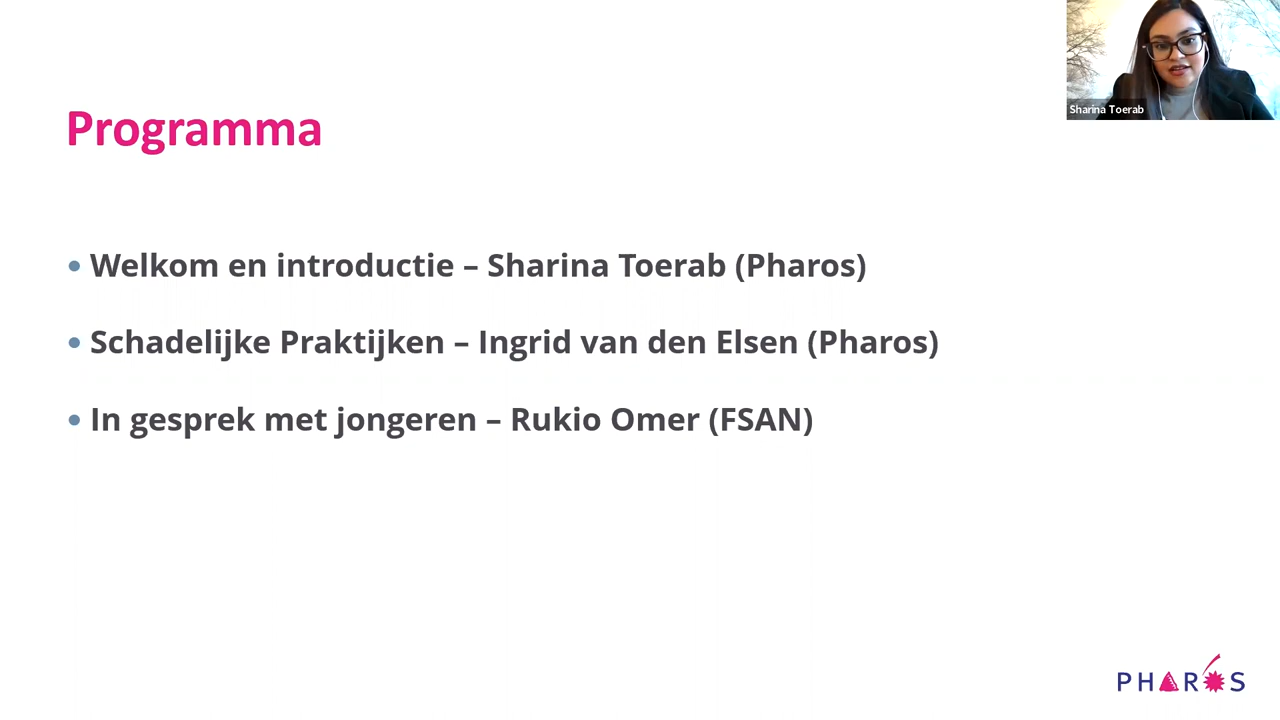 Sharina Toerab
Programma
• Welkom en introductie – Sharina Toerab (Pharos)
• Schadelijke Praktijken – Ingrid van den Elsen (Pharos)
• In gesprek met jongeren – Rukio Omer (FSAN)
PHAROS